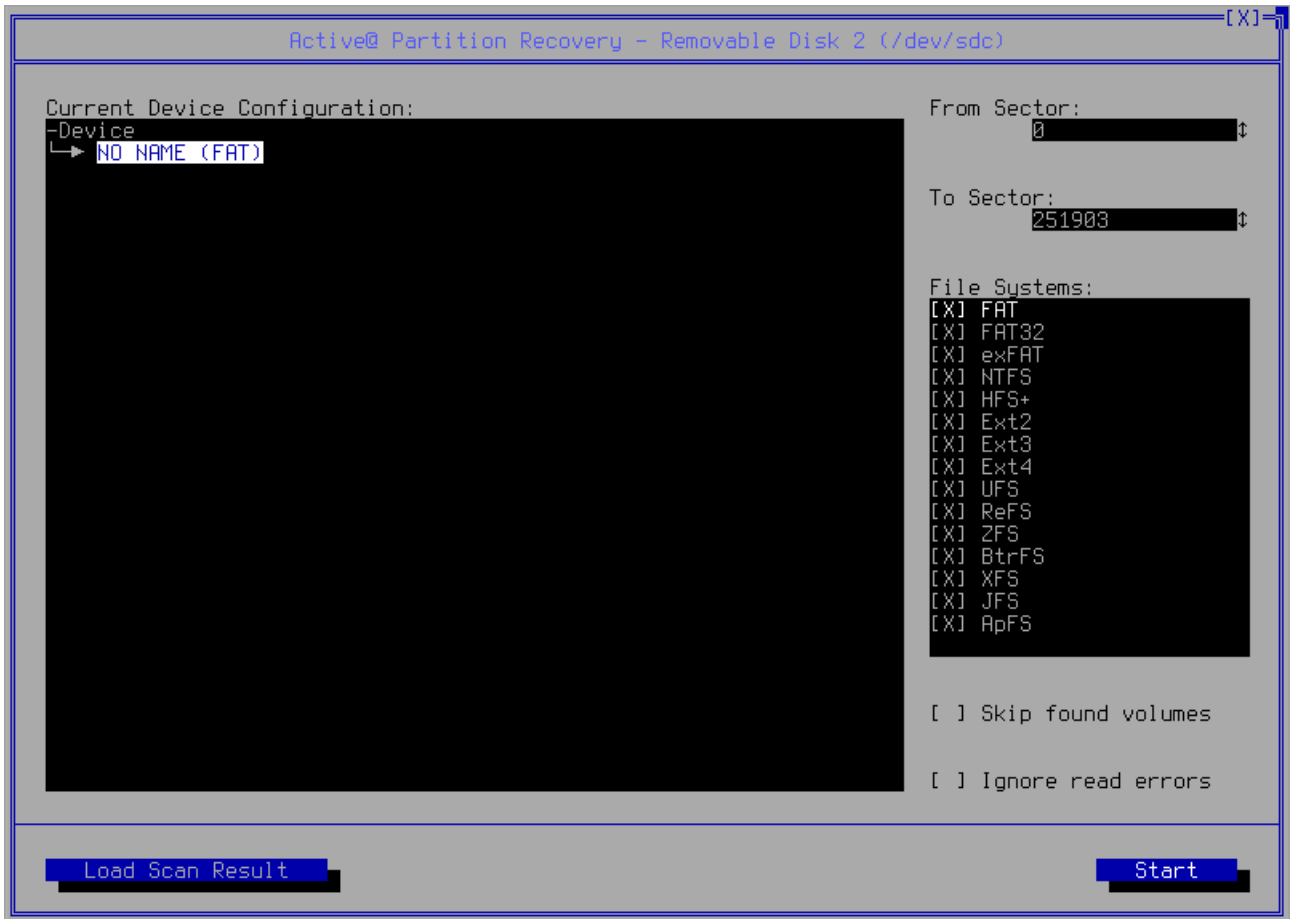 [X]
Active@ Partition Recovery - Removable Disk 2 (/dev/sdc)
Current Device Configuration:
-Device
NO NAME (FAT)
From Sector:
0
To Sector:
251903
File Systems:
[X] FAT
[X] FAT32
[X] exFAT
[X] NTFS
[X] HFS+
[X] Ext2
[X] Ext3
[X] Ext4
[X] UFS
[X] ReFS
[X] ZFS
[X] BtrFS
[X] XFS
[X] JFS
[X] ApFS
[ ] Skip found volumes
[ ] Ignore read errors
Load Scan Result
Start